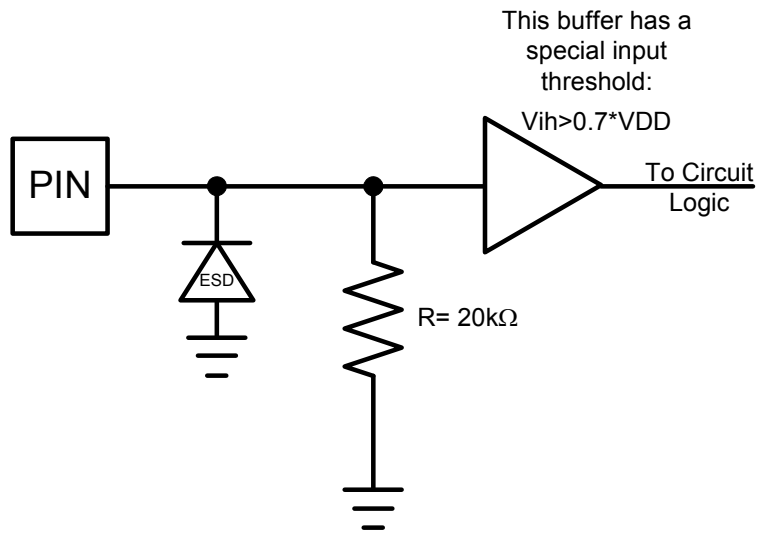 This buffer has a
special input
threshold:
Vih>0.7*VDD
PIN
To Circuit
Logic
ESD
R= 20kΩ